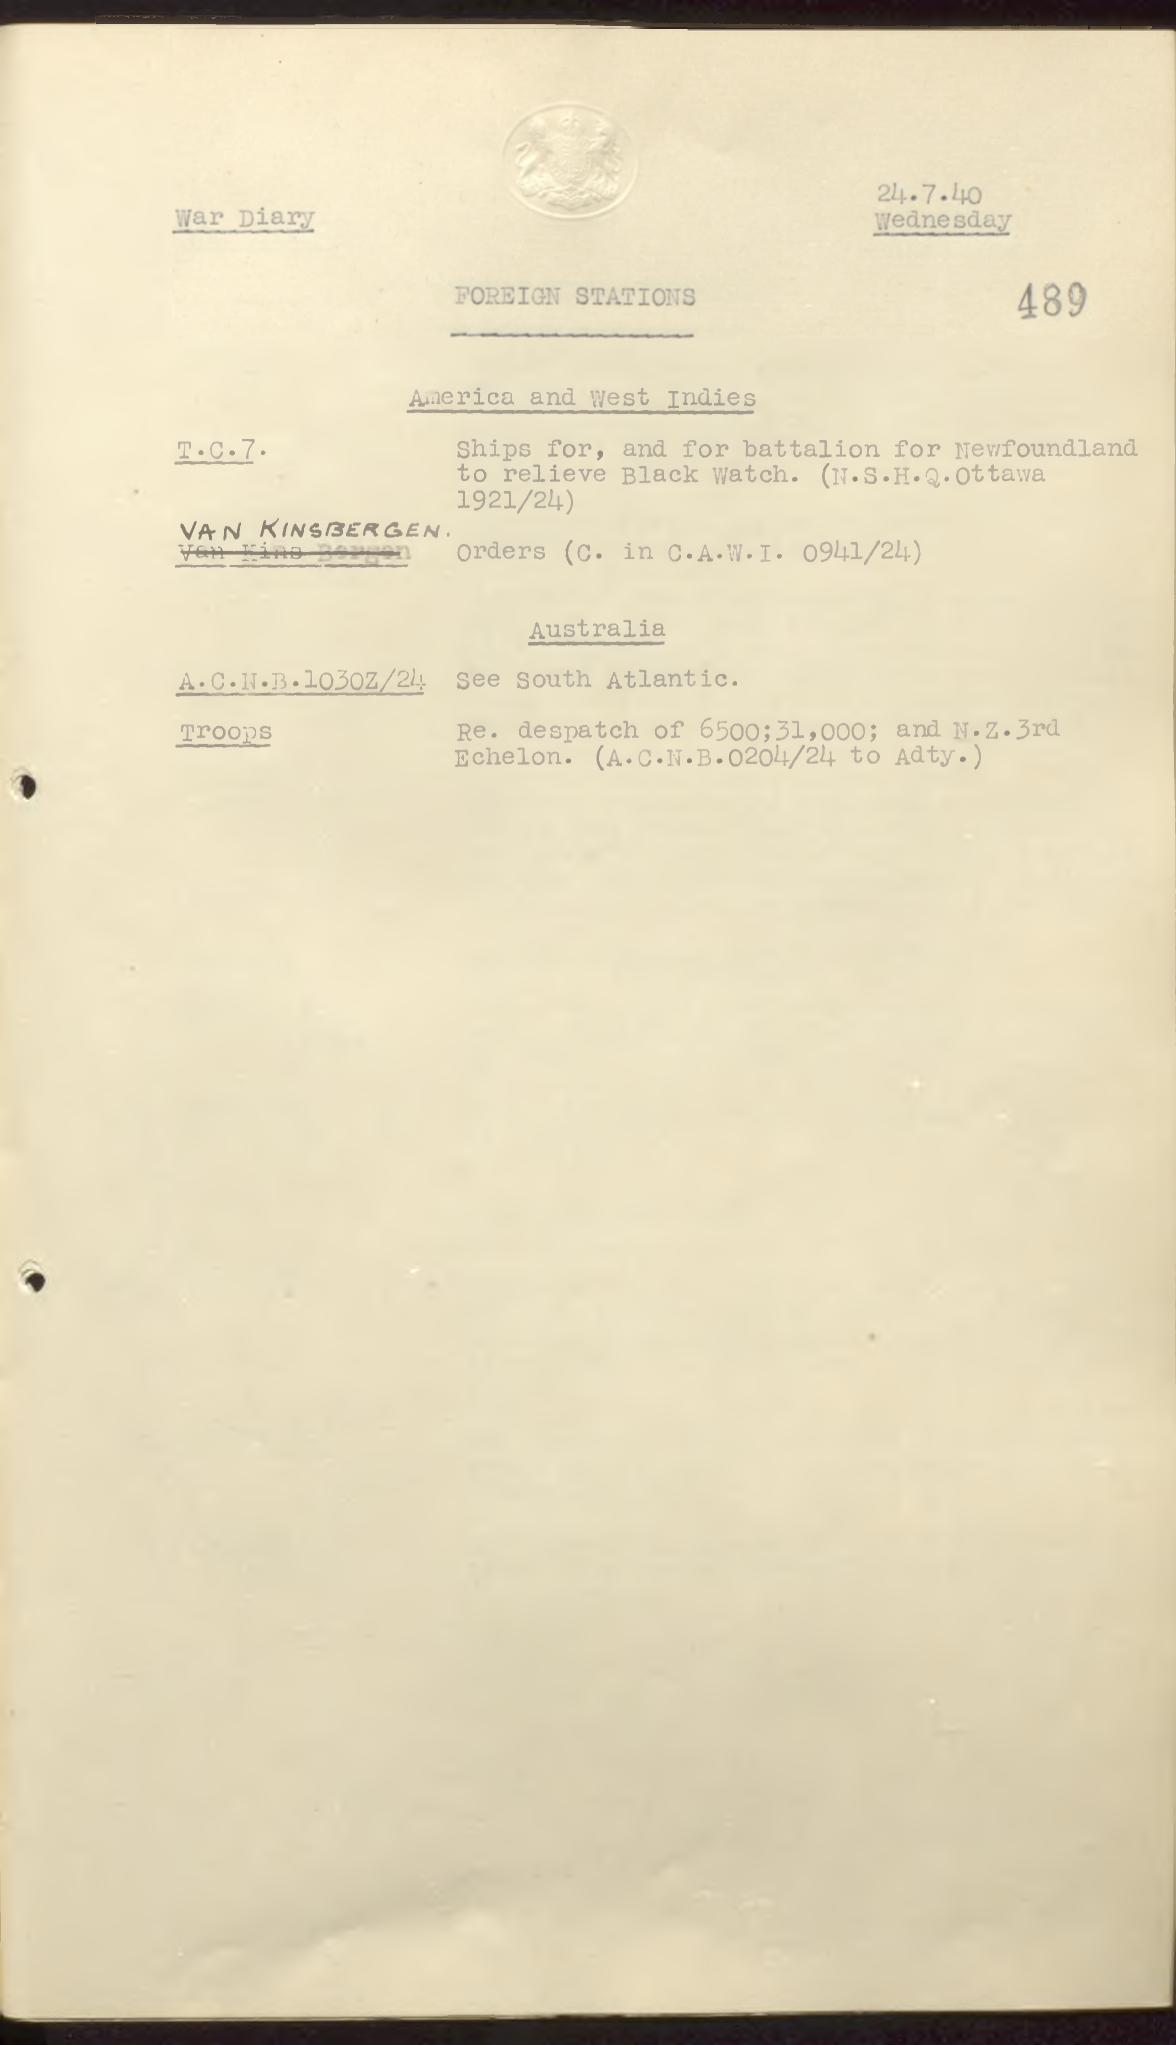 War Diary
24.7.40
Wednesday
FOREIGN STATIONS
489
America and West Indies
T.C.7.
Ships for, and for battalion for Newfoundland
to relieve Black Watch. (N.S.H.Q.Ottawa
1921/24)
VAN KINSBERGEN.
Van Kins Bergen Orders (C. in C.A.W.I. 0941/24)
Australia
A.C.N.B.1030Z/24 See South Atlantic.
Troops Re. despatch of 6500;31,000; and N.Z.3rd
Echelon. (A.C.N.B.0204/24 to Adty.)